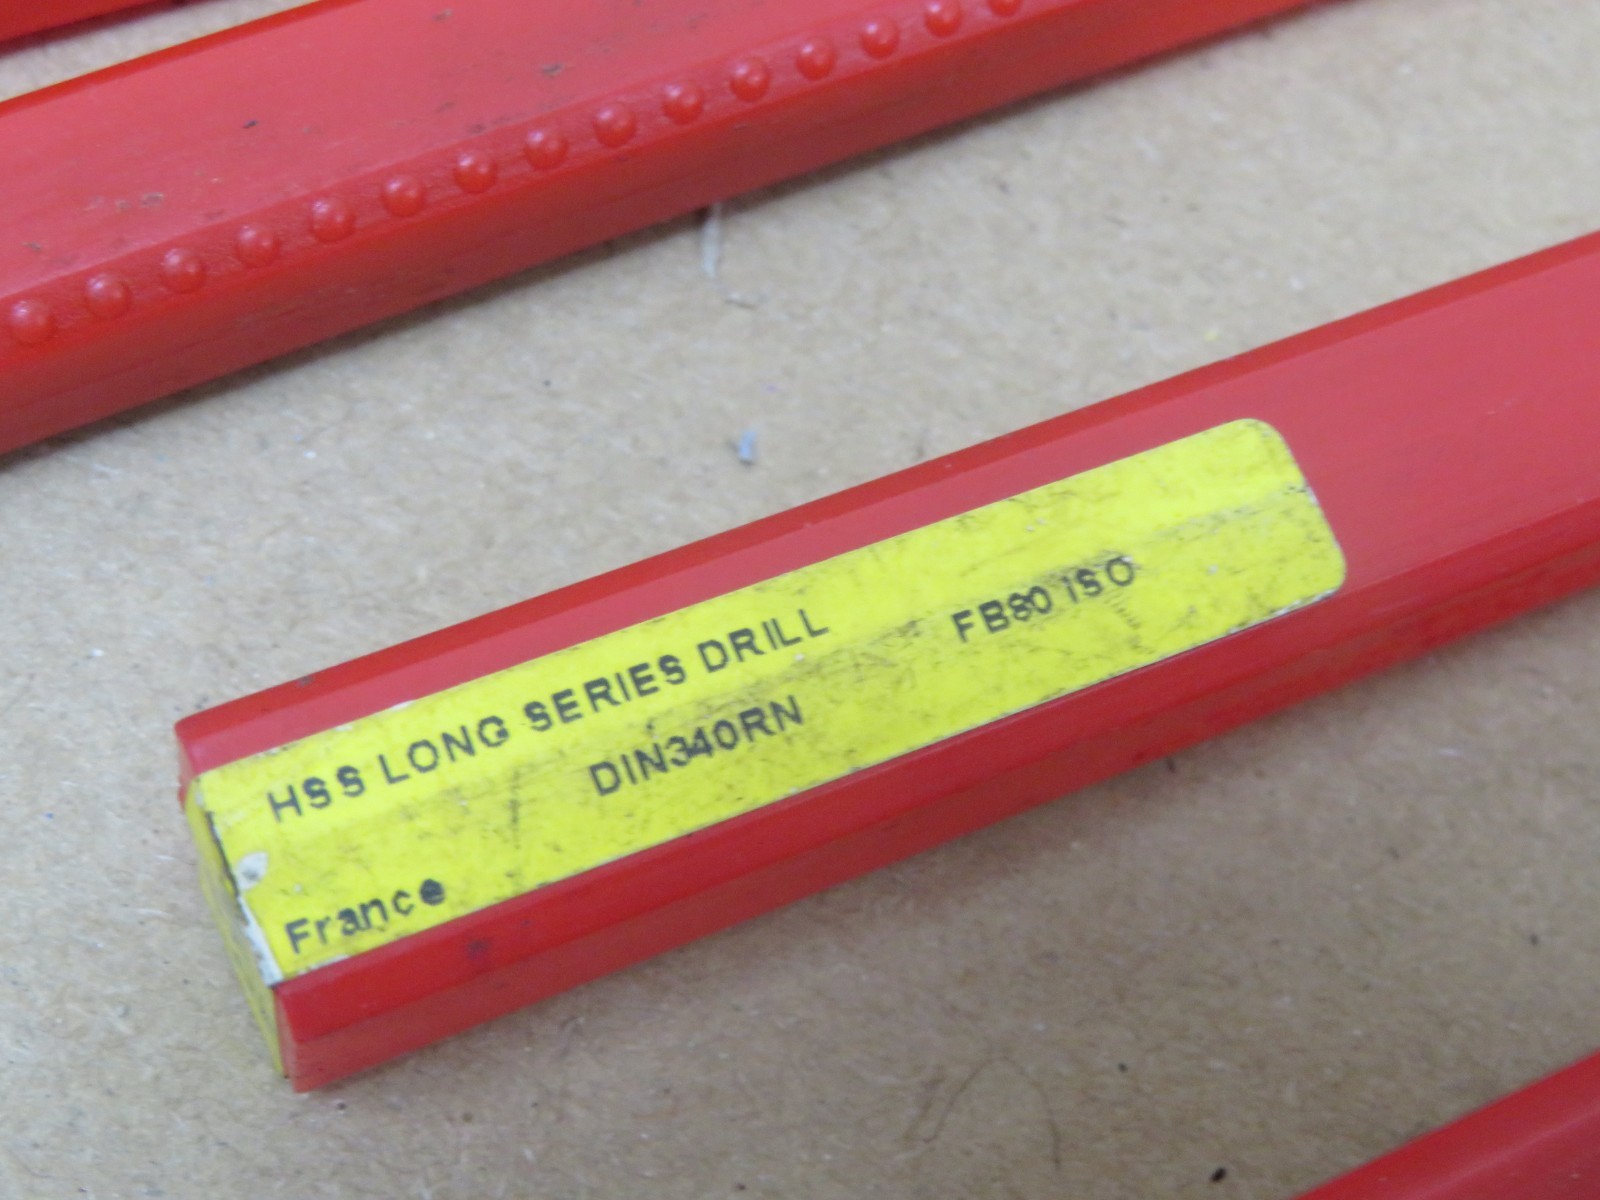 HSS LONG SERIES DRILL
DIN340RN FB80 ISO
France